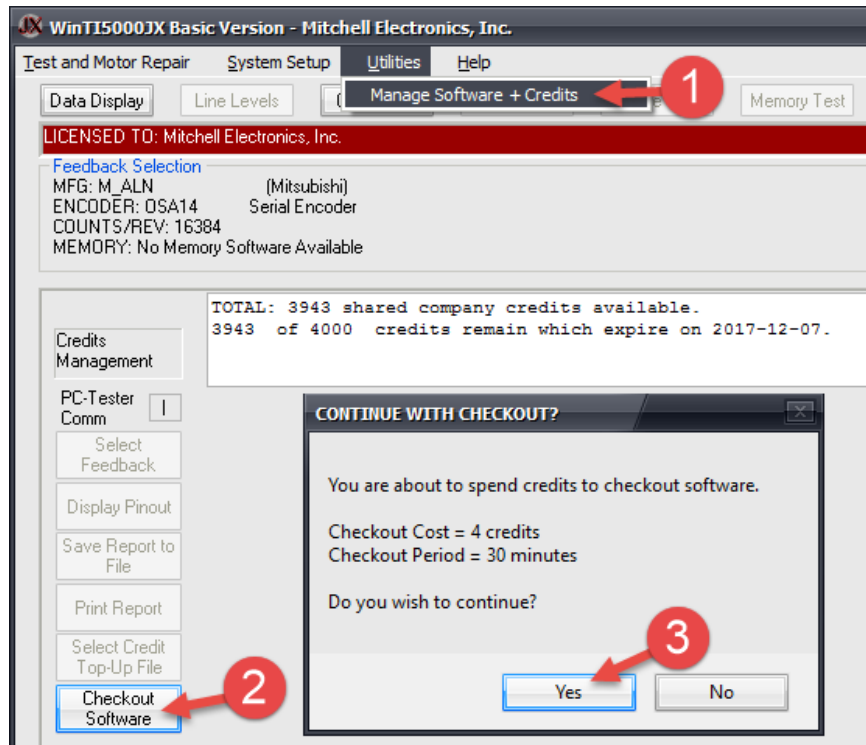 JX WinTI5000JX Basic Version - Mitchell Electronics, Inc.
Test and Motor Repair System Setup Utilities Help
Manage Software + Credits 1
Data Display Line Levels Memory Test
LICENSED TO: Mitchell Electronics, Inc.
Feedback Selection
MFG: M_ALN (Mitsubishi)
ENCODER: OSA14 Serial Encoder
COUNTS/REV: 16384
MEMORY: No Memory Software Available
TOTAL: 3943 shared company credits available.
3943 of 4000 credits remain which expire on 2017-12-07.
Credits
Management
PC-Tester
Comm |
Select
Feedback
Display Pinout
Save Report to
File
Print Report
Select Credit
Top-Up File
Checkout
Software
2
CONTINUE WITH CHECKOUT?
You are about to spend credits to checkout software.
Checkout Cost = 4 credits
Checkout Period = 30 minutes
Do you wish to continue?
3
Yes No